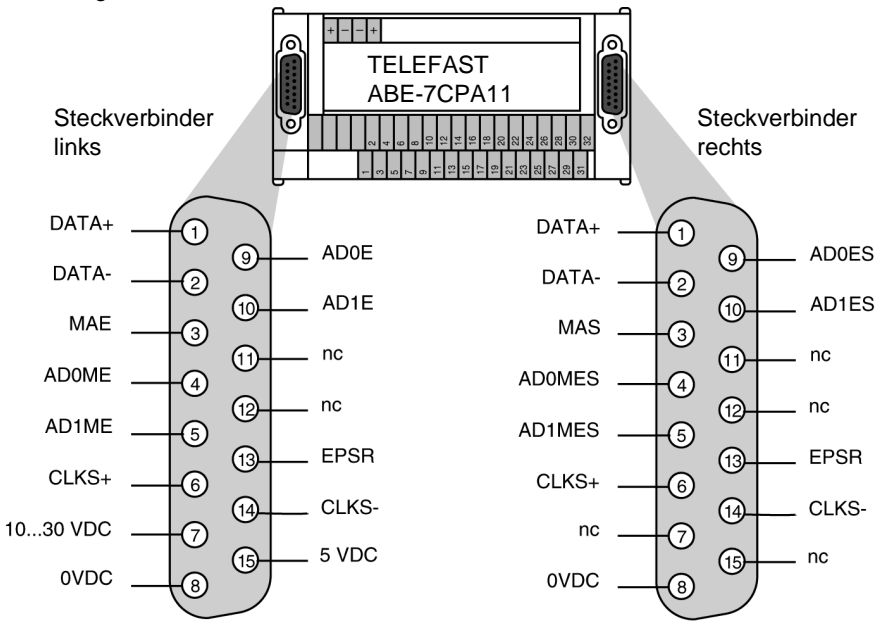 + − − +
TELEFAST
ABE-7CPA11
Steckverbinder
links
Steckverbinder
rechts
2 4 6 8 10 12 14 16 18 20 22 24 26 28 30 32
1 3 5 7 9 11 13 15 17 19 21 23 25 27 29 31
DATA+ 1
9 AD0E
DATA- 2
10 AD1E
MAE 3
11 nc
AD0ME 4
12 nc
AD1ME 5
13 EPSR
CLKS+ 6
14 CLKS-
10...30 VDC 7
15 5 VDC
0VDC 8
DATA+ 1
9 AD0ES
DATA- 2
10 AD1ES
MAS 3
11 nc
AD0MES 4
12 nc
AD1MES 5
13 EPSR
CLKS+ 6
14 CLKS-
nc 7
15 nc
0VDC 8